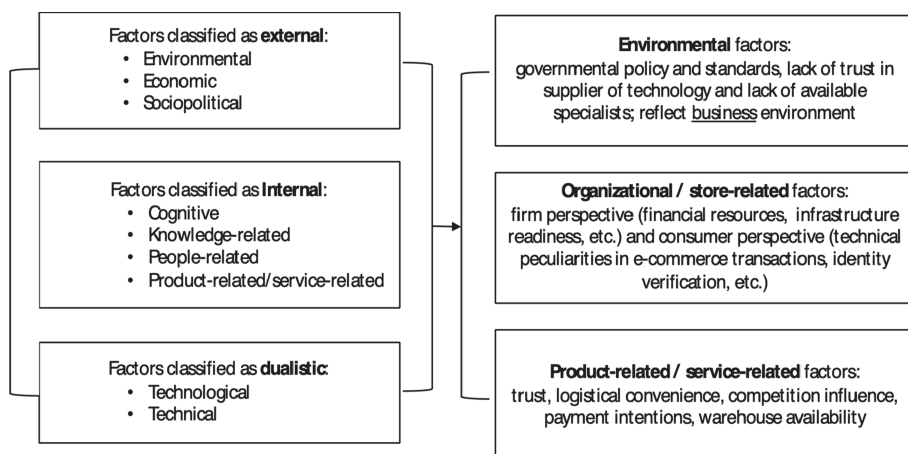 Factors classified as external:
• Environmental
• Economic
• Sociopolitical
Factors classified as Internal:
• Cognitive
• Knowledge-related
• People-related
• Product-related/service-related
Factors classified as dualistic:
• Technological
• Technical
Environmental factors:
governmental policy and standards, lack of trust in
supplier of technology and lack of available
specialists; reflect business environment
Organizational / store-related factors:
firm perspective (financial resources, infrastructure
readiness, etc.) and consumer perspective (technical
peculiarities in e-commerce transactions, identity
verification, etc.)
Product-related / service-related factors:
trust, logistical convenience, competition influence,
payment intentions, warehouse availability